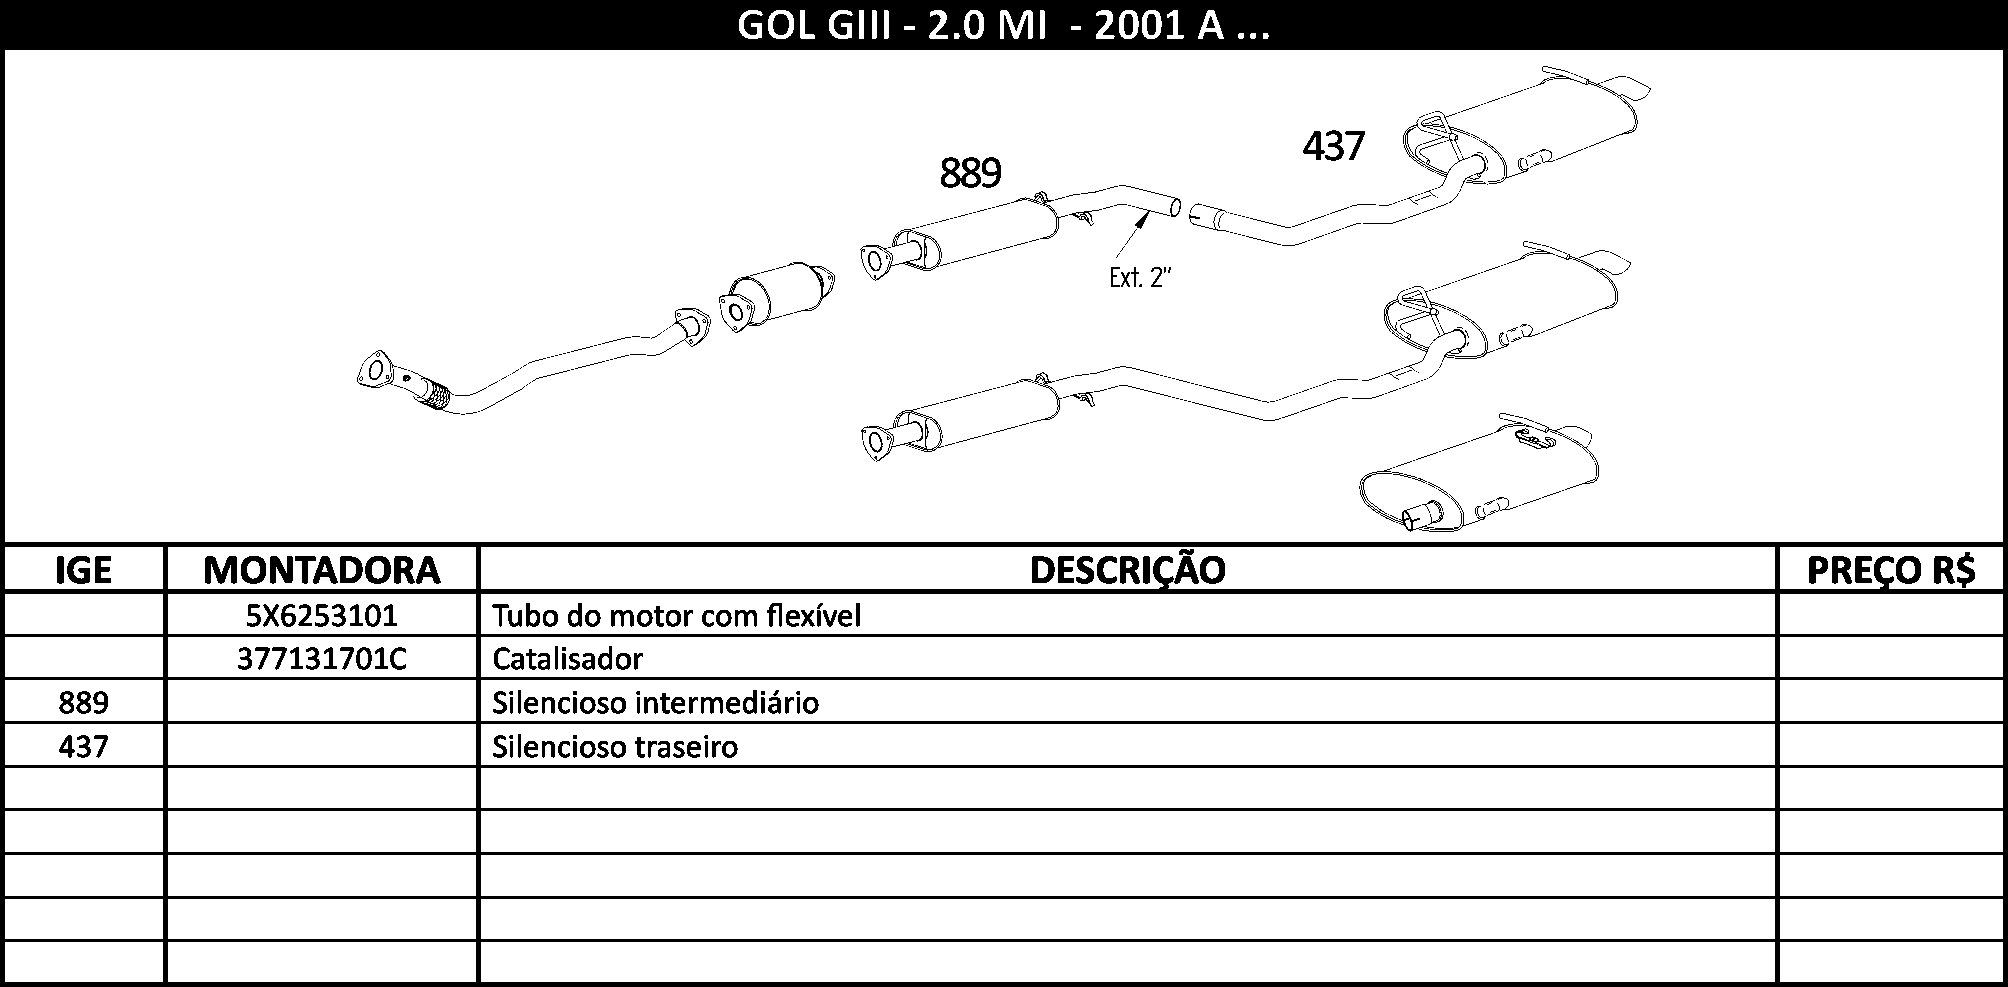 GOL GIII - 2.0 MI - 2001 A ...
437
889
Ext. 2"
IGE MONTADORA DESCRIÇÃO PREÇO R$
5X6253101 Tubo do motor com flexível
377131701C Catalisador
889 Silencioso intermediário
437 Silencioso traseiro